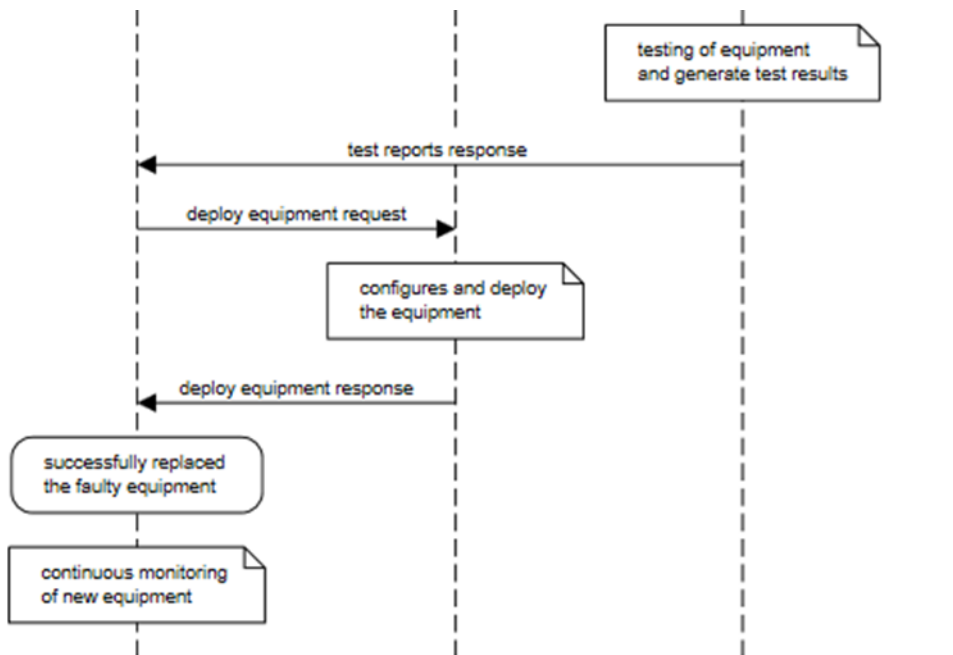 testing of equipment
and generate test results
test reports response
deploy equipment request
configures and deploy
the equipment
deploy equipment response
successfully replaced
the faulty equipment
continuous monitoring
of new equipment